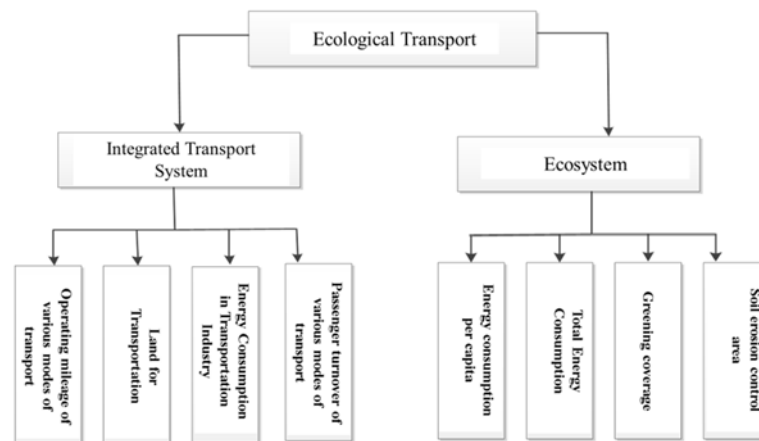 Ecological Transport
Integrated Transport
System
Ecosystem
Operating mileage of
various modes of
transport
Land for
Transportation
Energy Consumption
in Transportation
Industry
Passenger turnover of
various modes of
transport
Energy consumption
per capita
Total Energy
Consumption
Greening coverage
Soil erosion control
area